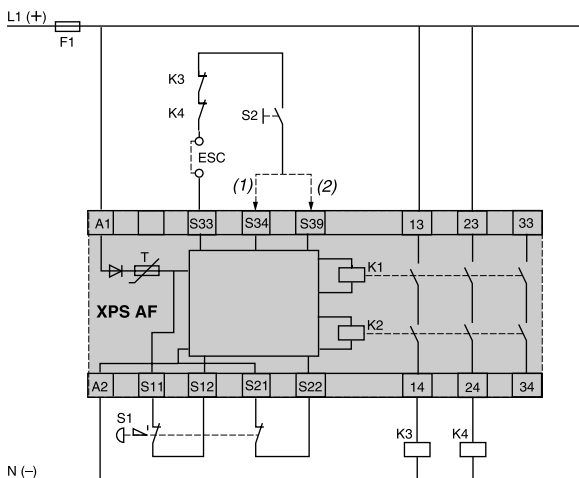 L1 (+)
F1
K3
K4
S2
ESC
(1)
(2)
A1
S33
S34
S39
13
23
33
T
K1
XPS AF
K2
A2
S11
S12
S21
S22
14
24
34
S1
K3
K4
N (–)